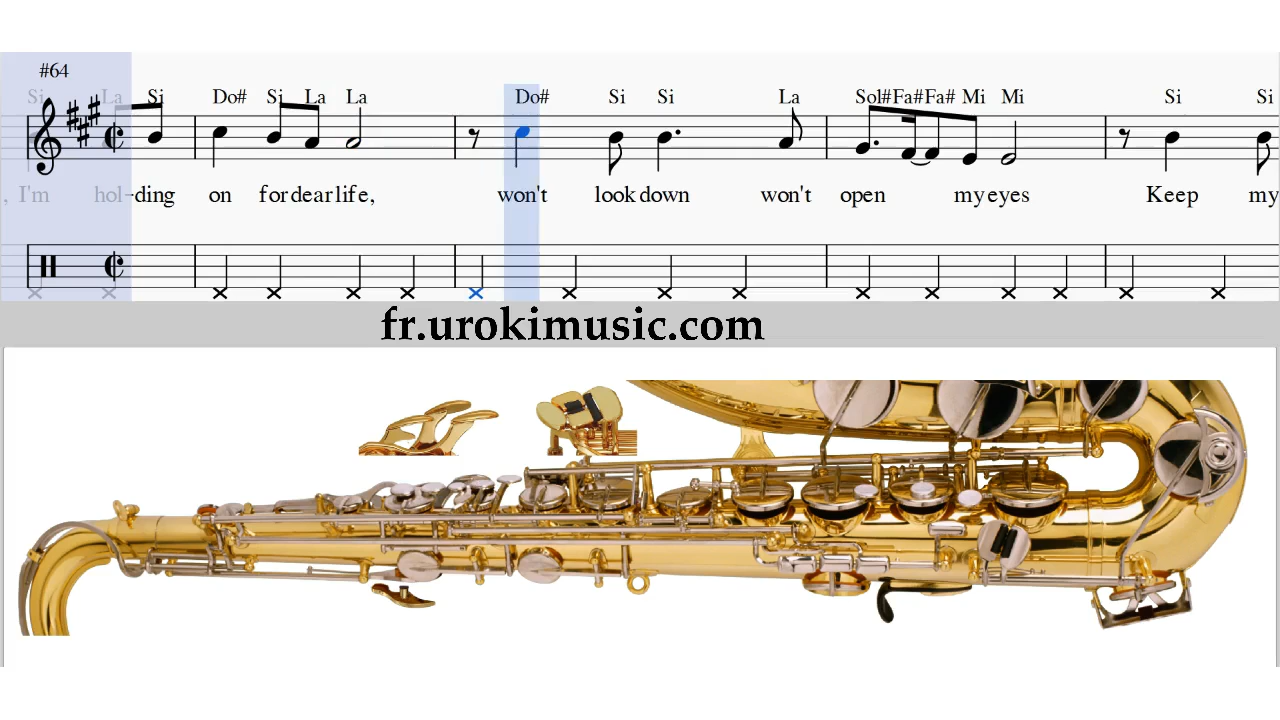 #64
Si La Si Do# Si La La Do# Si Si La Sol# Fa# Fa# Mi Mi Si Si
, I'm hol-ding on for dear life, won't look down won't open my eyes Keep my
fr.urokimusic.com